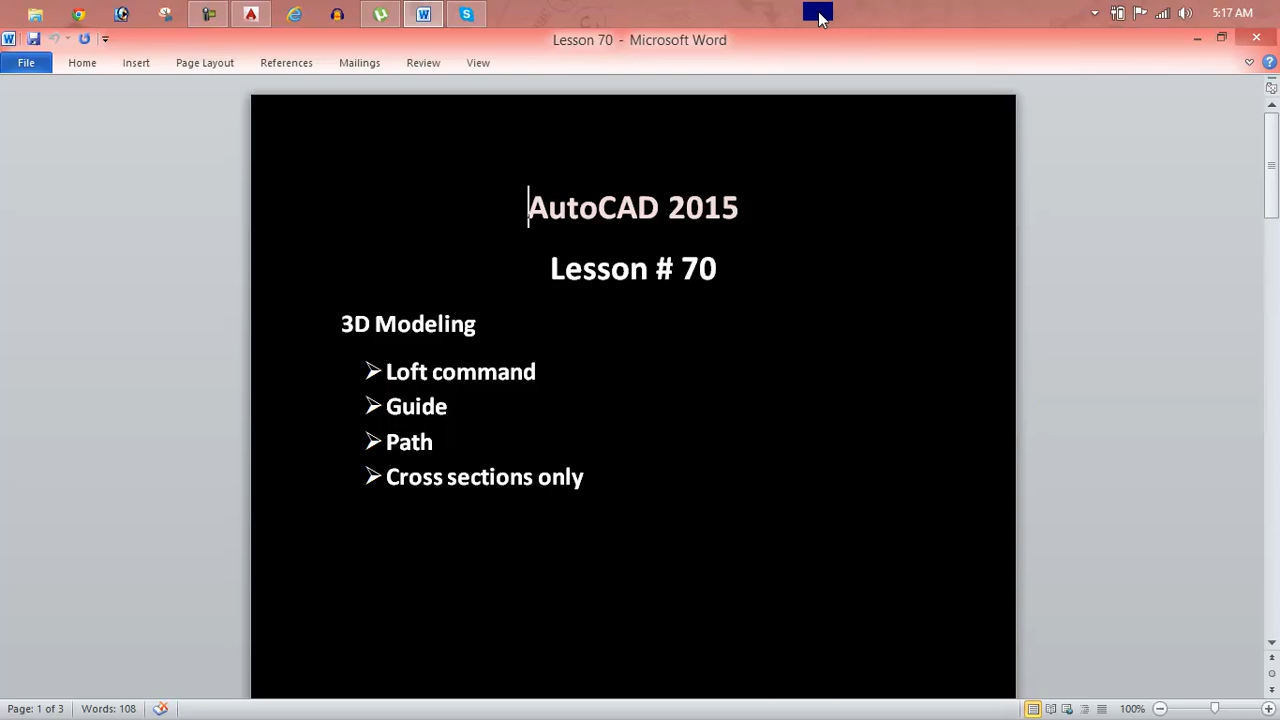 5:17 AM
Lesson 70 - Microsoft Word
File Home Insert Page Layout References Mailings Review View
AutoCAD 2015
Lesson # 70
3D Modeling
Loft command
Guide
Path
Cross sections only
Page: 1 of 3 Words: 108 100%